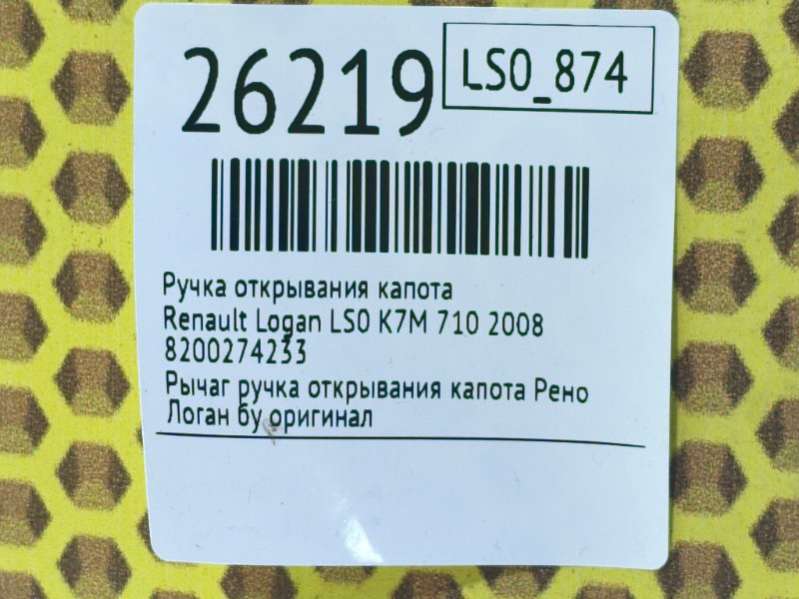 26219
LS0_874
Ручка открывания капота
Renault Logan LS0 K7M 710 2008
8200274233
Рычаг ручка открывания капота Рено
Логан бу оригинал